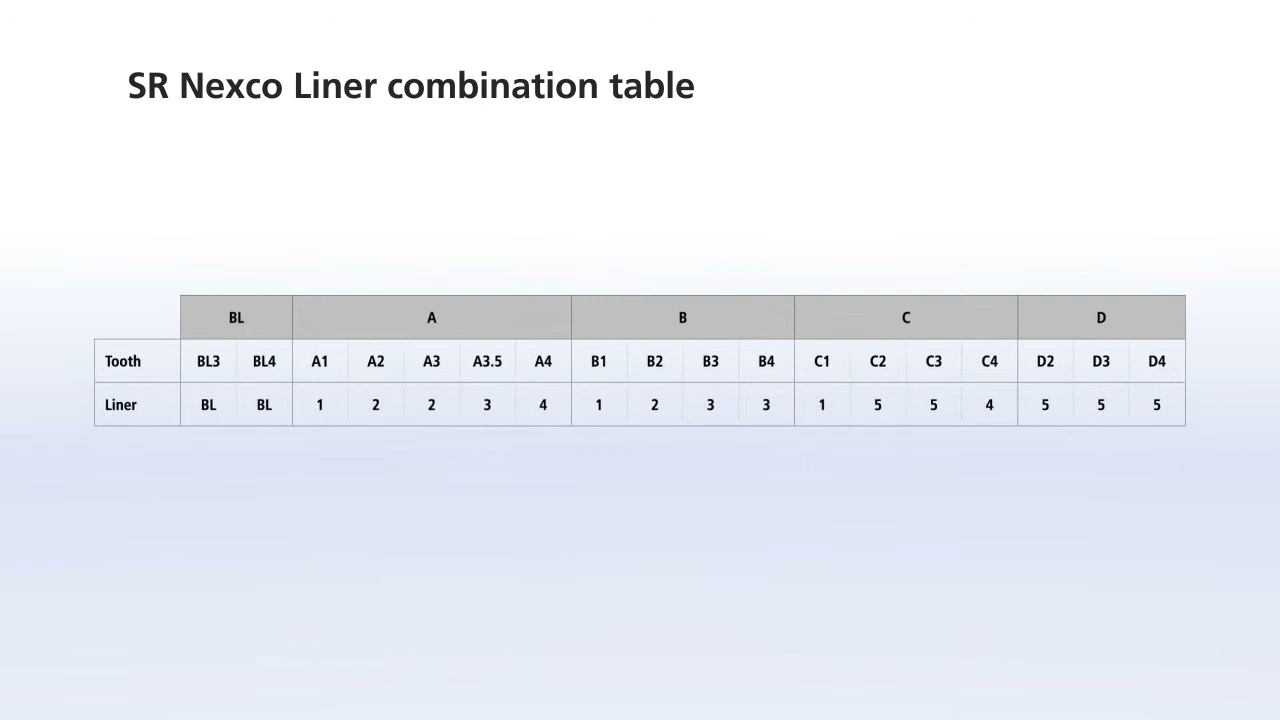 SR Nexco Liner combination table
BL A B C D
Tooth BL3 BL4 A1 A2 A3 A3.5 A4 B1 B2 B3 B4 C1 C2 C3 C4 D2 D3 D4
Liner BL BL 1 2 2 3 4 1 2 3 3 1 5 5 4 5 5 5